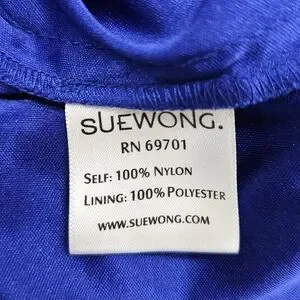 SUEWONG.
RN 69701
SELF: 100% NYLON
LINING: 100% POLYESTER
WWW.SUEWONG.COM